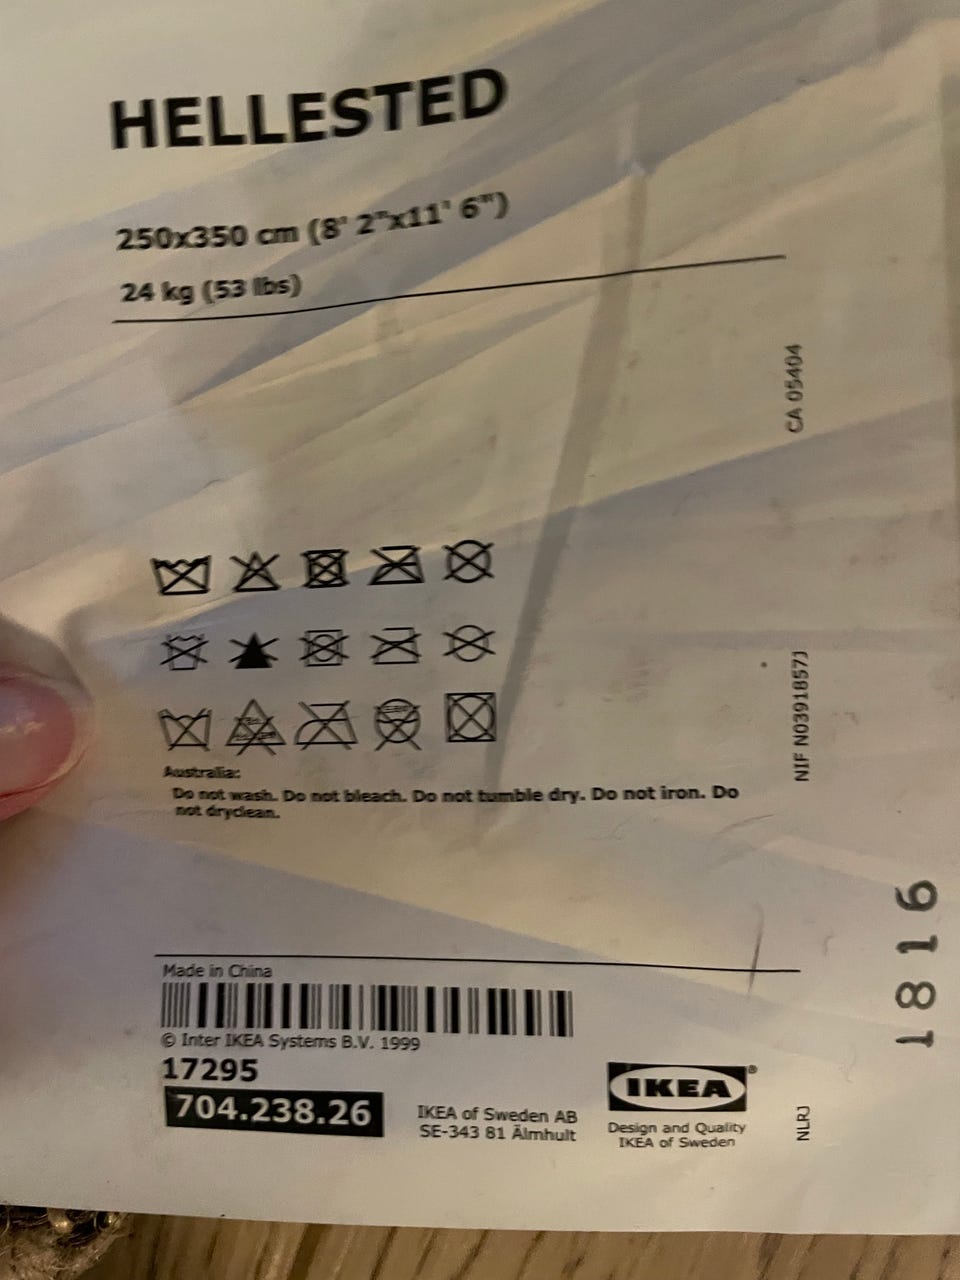 HELLESTED
250x350 cm (8' 2"x11' 6")
24 kg (53 lbs)
CA 05404
NIF N0391857J
Australia:
Do not wash. Do not bleach. Do not tumble dry. Do not iron. Do
not dryclean.
1816
Made in China
© Inter IKEA Systems B.V. 1999
17295
704.238.26
IKEA of Sweden AB
SE-343 81 Älmhult
IKEA®
Design and Quality
IKEA of Sweden
NLRJ